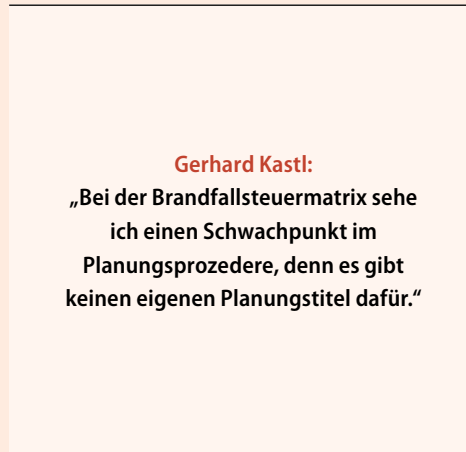 Gerhard Kastl:
„Bei der Brandfallsteuermatrix sehe
ich einen Schwachpunkt im
Planungsprozedere, denn es gibt
keinen eigenen Planungstitel dafür.“